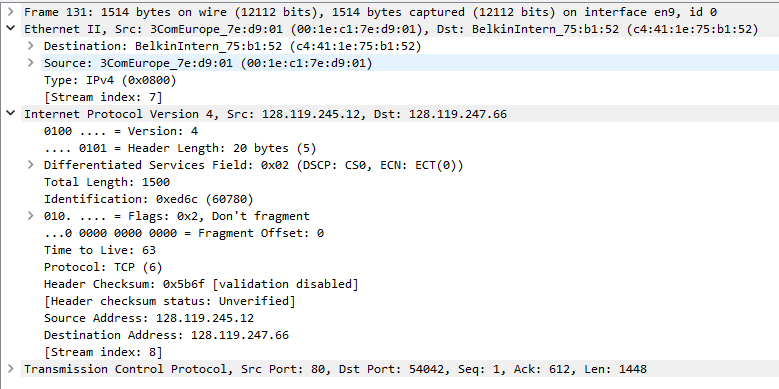 Frame 131: 1514 bytes on wire (12112 bits), 1514 bytes captured (12112 bits) on interface en9, id 0
Ethernet II, Src: 3ComEurope_7e:d9:01 (00:1e:c1:7e:d9:01), Dst: BelkinIntern_75:b1:52 (c4:41:1e:75:b1:52)
Destination: BelkinIntern_75:b1:52 (c4:41:1e:75:b1:52)
Source: 3ComEurope_7e:d9:01 (00:1e:c1:7e:d9:01)
Type: IPv4 (0x0800)
[Stream index: 7]
Internet Protocol Version 4, Src: 128.119.245.12, Dst: 128.119.247.66
0100 .... = Version: 4
.... 0101 = Header Length: 20 bytes (5)
Differentiated Services Field: 0x02 (DSCP: CS0, ECN: ECT(0))
Total Length: 1500
Identification: 0xed6c (60780)
010. .... = Flags: 0x2, Don't fragment
...0 0000 0000 0000 = Fragment Offset: 0
Time to Live: 63
Protocol: TCP (6)
Header Checksum: 0x5b6f [validation disabled]
[Header checksum status: Unverified]
Source Address: 128.119.245.12
Destination Address: 128.119.247.66
[Stream index: 8]
Transmission Control Protocol, Src Port: 80, Dst Port: 54042, Seq: 1, Ack: 612, Len: 1448